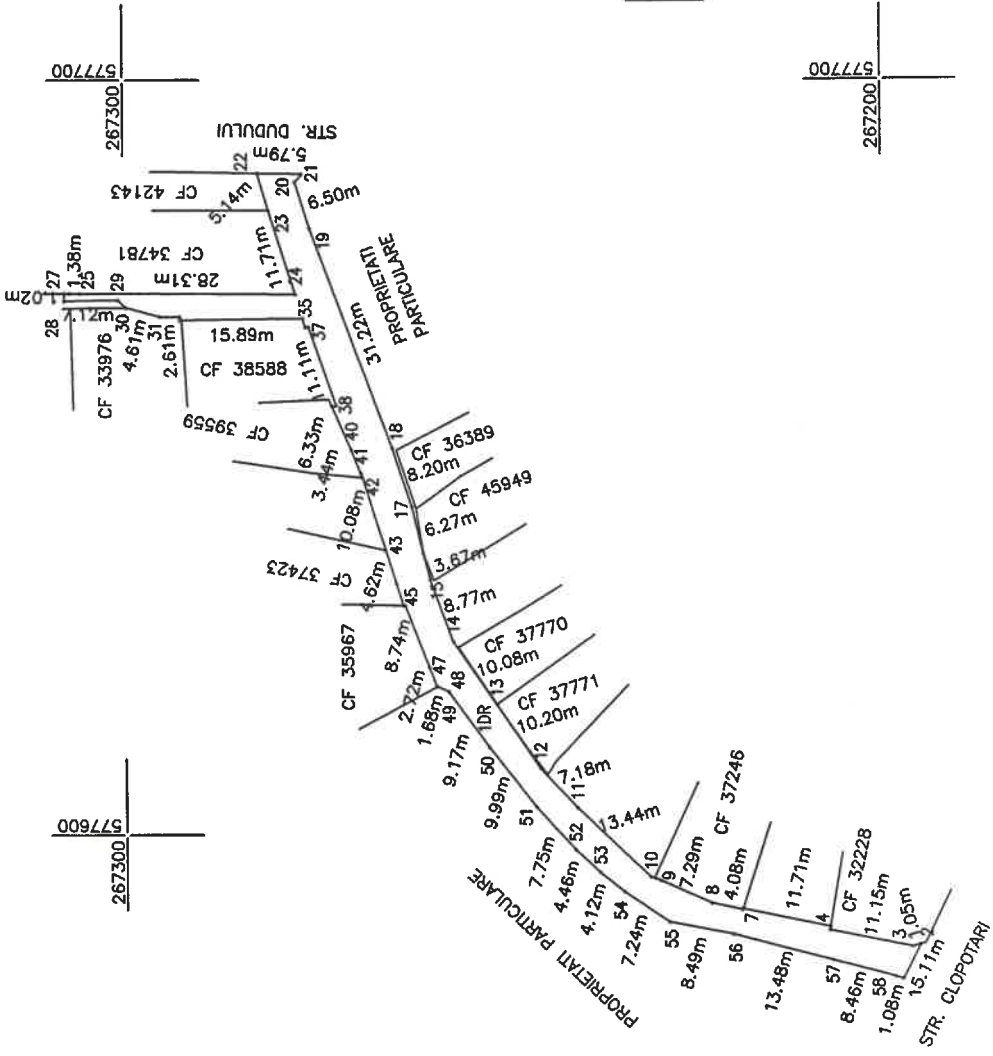 577700
267300
577700
267200
STR. DUDULUI
5.79m
22
20
21
CF 42143
5.14m
23
6.50m
19
CF 34781
28.31m
11.71m
24
27
1.38m
25
29
28
7.12m
30
31
CF 33976
4.61m
2.61m
15.89m
35
37
CF 38588
11.11m
31.22m
PROPRIETATI
PARTICULARE
38
CF 39559
6.33m
40
41
3.44m
42
18
CF 36389
8.20m
17
CF 45949
6.27m
10.08m
43
CF 37423
4.62m
3.67m
15
45
8.77m
14
CF 35967
8.74m
47
CF 37770
10.08m
48
2.72m
1.68m
49
13
CF 37771
10.20m
1DR
9.17m
50
12
577600
267300
9.99m
51
7.18m
11
7.75m
52
13.44m
4.46m
53
PROPRIETATI PARTICULARE
4.12m
54
10
9
CF 37246
7.29m
7.24m
55
8
4.08m
8.49m
56
7
11.71m
13.48m
57
4
CF 32228
11.15m
8.46m
58
3.05m
1.08m
15.11m
STR. CLOPOTARI